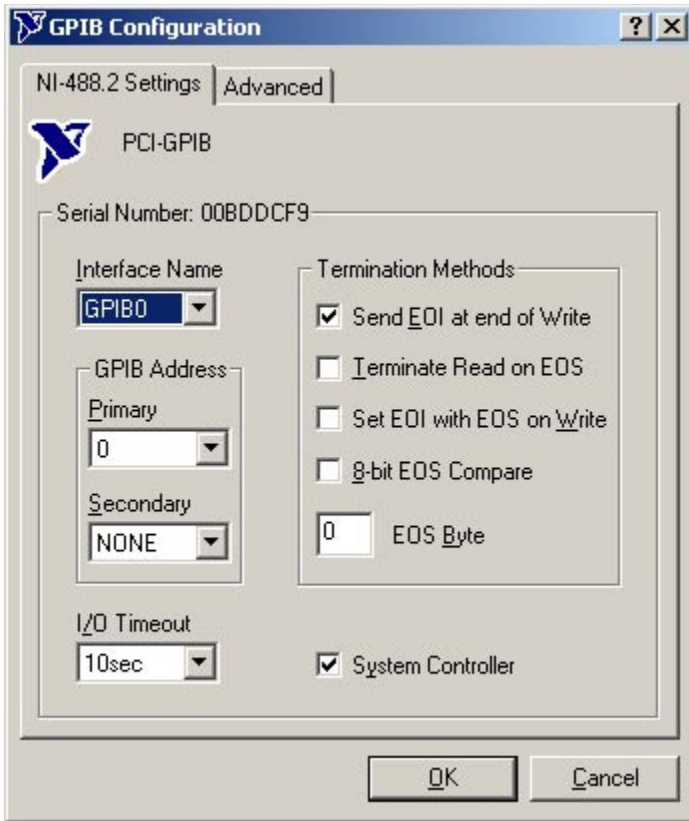 GPIB Configuration
NI-488.2 Settings
Advanced
PCI-GPIB
Serial Number: 00BDDCF9
Interface Name
GPIB0
GPIB Address
Primary
0
Secondary
NONE
I/O Timeout
10sec
Termination Methods
Send EOI at end of Write
Terminate Read on EOS
Set EOI with EOS on Write
8-bit EOS Compare
0 EOS Byte
System Controller
OK
Cancel